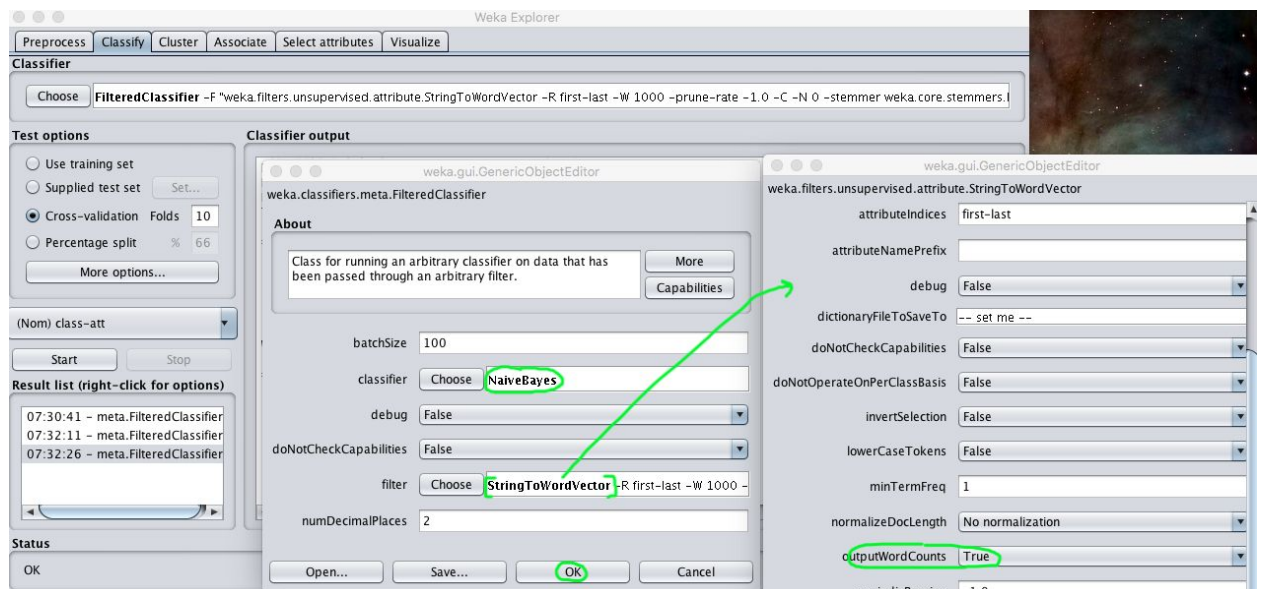 Weka Explorer
Preprocess Classify Cluster Associate Select attributes Visualize
Classifier
Choose FilteredClassifier -F "weka.filters.unsupervised.attribute.StringToWordVector -R first-last -W 1000 -prune-rate -1.0 -C -N 0 -stemmer weka.core.stemmers.
Test options
Use training set
Supplied test set Set...
Cross-validation Folds 10
Percentage split % 66
More options...
(Nom) class-att
Start Stop
Result list (right-click for options)
07:30:41 - meta.FilteredClassifier
07:32:11 - meta.FilteredClassifier
07:32:26 - meta.FilteredClassifier
Status
OK
Classifier output
weka.gui.GenericObjectEditor
weka.classifiers.meta.FilteredClassifier
About
Class for running an arbitrary classifier on data that has
been passed through an arbitrary filter.
More
Capabilities
batchSize 100
classifier Choose NaiveBayes
debug False
doNotCheckCapabilities False
filter Choose StringToWordVector -R first-last -W 1000 -
numDecimalPlaces 2
Open... Save... OK Cancel
weka.gui.GenericObjectEditor
weka.filters.unsupervised.attribute.StringToWordVector
attributeIndices first-last
attributeNamePrefix
debug False
dictionaryFileToSaveTo -- set me --
doNotCheckCapabilities False
doNotOperateOnPerClassBasis False
invertSelection False
lowerCaseTokens False
minTermFreq 1
normalizeDocLength No normalization
outputWordCounts True